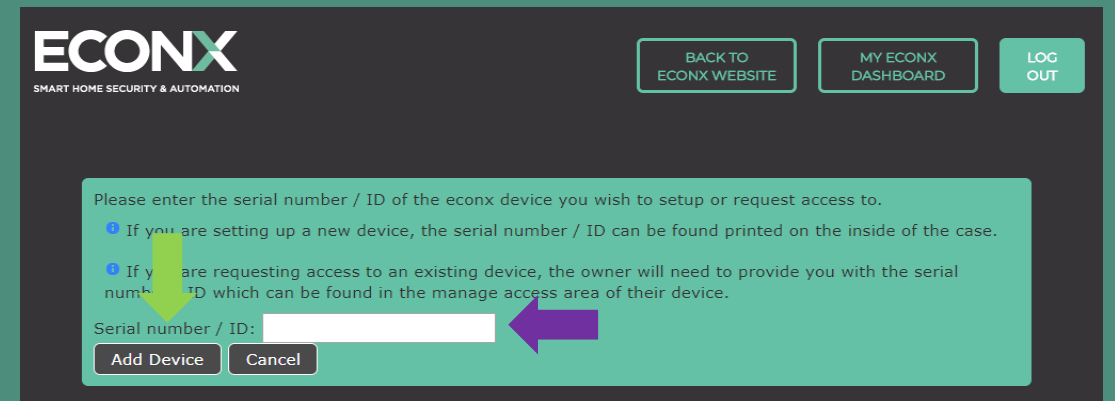 ECONX
SMART HOME SECURITY & AUTOMATION
BACK TO
ECONX WEBSITE
MY ECONX
DASHBOARD
LOG
OUT
Please enter the serial number / ID of the econx device you wish to setup or request access to.
If you are setting up a new device, the serial number / ID can be found printed on the inside of the case.
If you are requesting access to an existing device, the owner will need to provide you with the serial
number / ID which can be found in the manage access area of their device.
Serial number / ID:
Add Device
Cancel